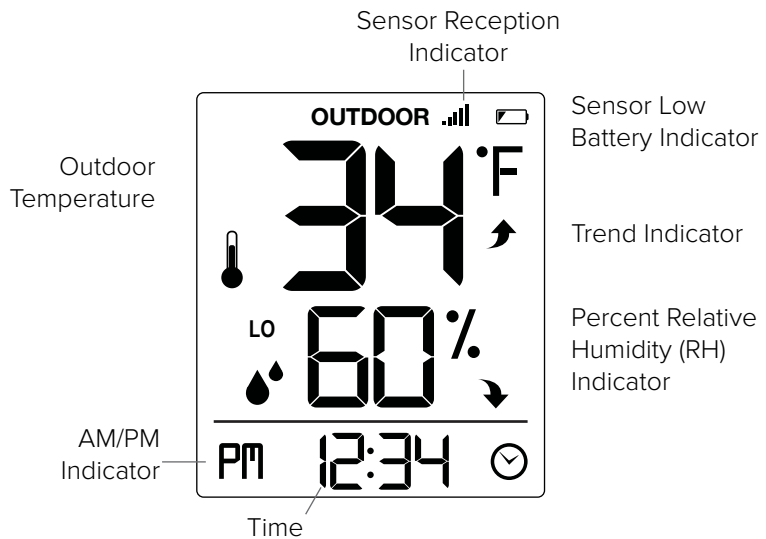 Sensor Reception
Indicator
OUTDOOR
Sensor Low
Battery Indicator
Outdoor
Temperature
34°F
Trend Indicator
LO
60%
Percent Relative
Humidity (RH)
Indicator
AM/PM
Indicator
PM
12:34
Time